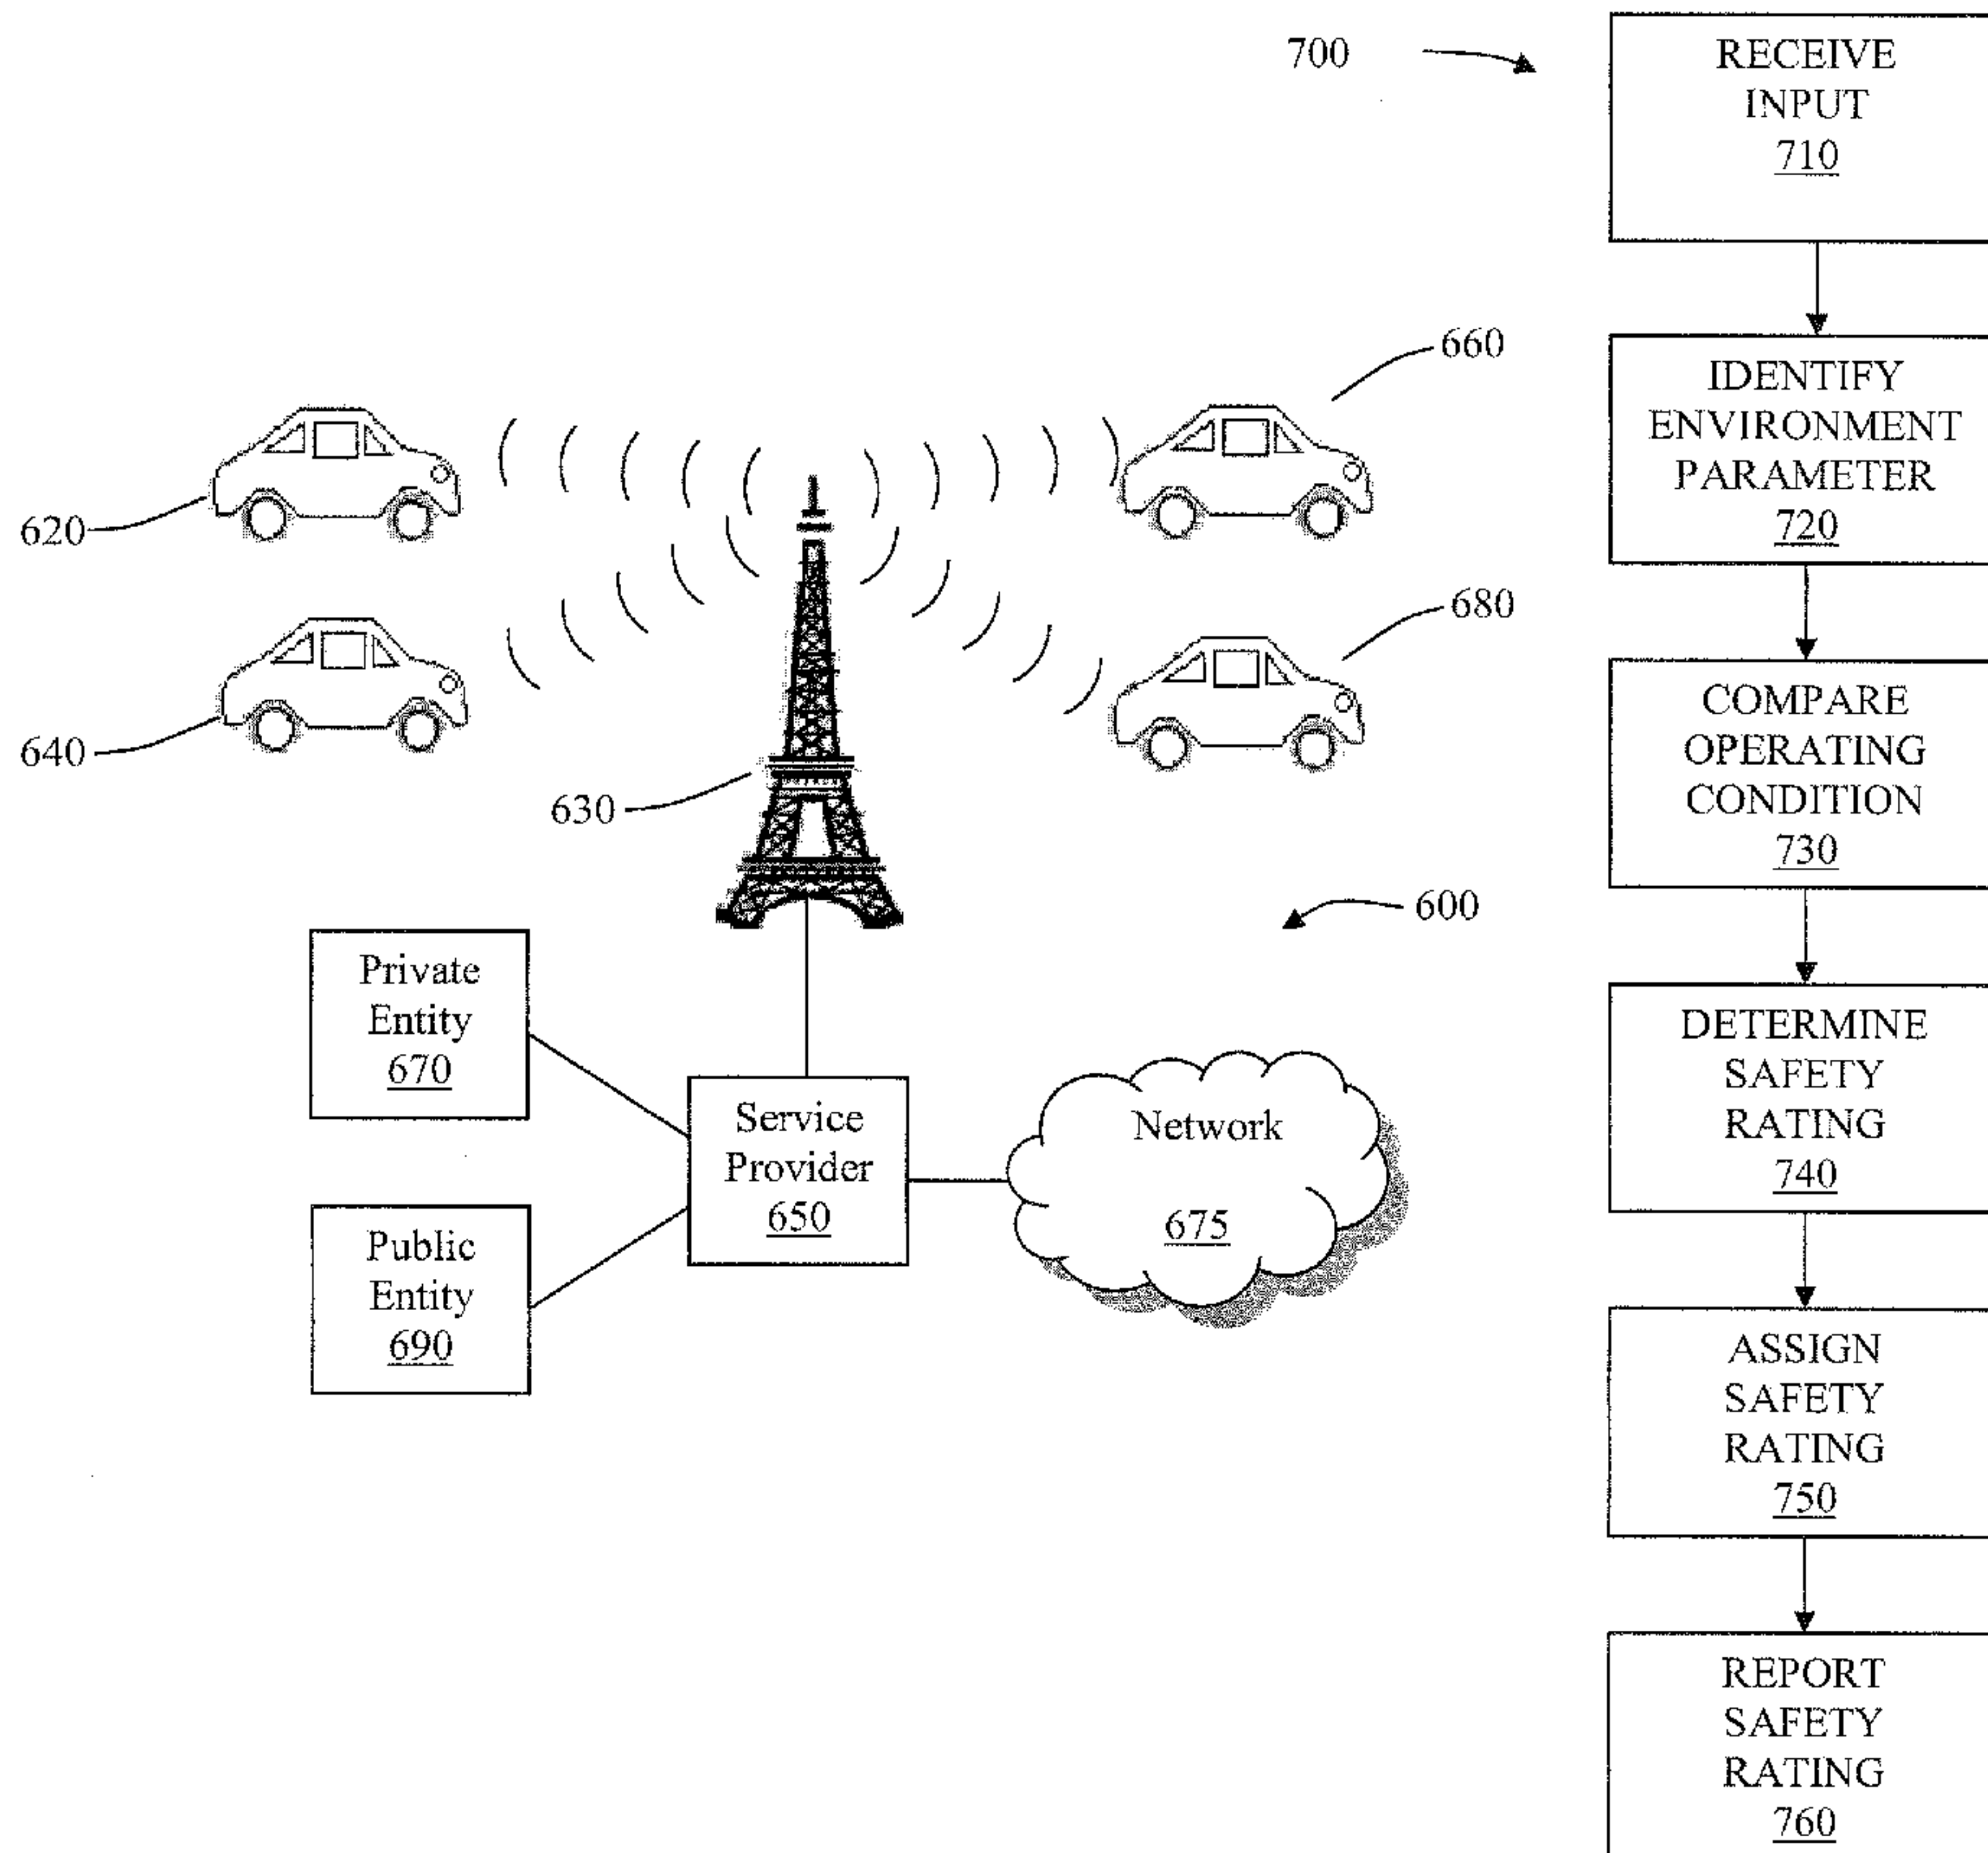 700
RECEIVE
INPUT
710
IDENTIFY
ENVIRONMENT
PARAMETER
720
COMPARE
OPERATING
CONDITION
730
DETERMINE
SAFETY
RATING
740
ASSIGN
SAFETY
RATING
750
REPORT
SAFETY
RATING
760
660
620
680
640
630
600
Private
Entity
670
Service
Provider
650
Network
675
Public
Entity
690